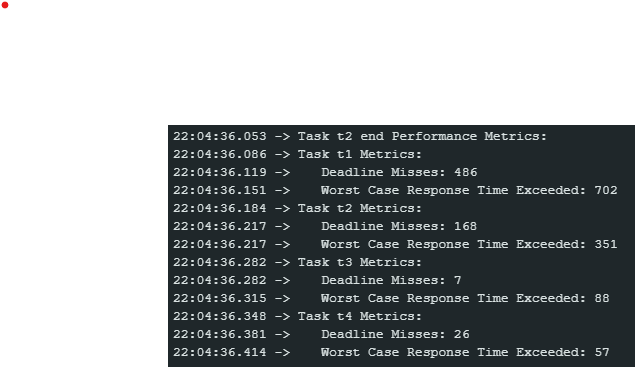 22:04:36.053 -> Task t2 end Performance Metrics:
22:04:36.086 -> Task t1 Metrics:
22:04:36.119 ->    Deadline Misses: 486
22:04:36.151 ->    Worst Case Response Time Exceeded: 702
22:04:36.184 -> Task t2 Metrics:
22:04:36.217 ->    Deadline Misses: 168
22:04:36.217 ->    Worst Case Response Time Exceeded: 351
22:04:36.282 -> Task t3 Metrics:
22:04:36.282 ->    Deadline Misses: 7
22:04:36.315 ->    Worst Case Response Time Exceeded: 88
22:04:36.348 -> Task t4 Metrics:
22:04:36.381 ->    Deadline Misses: 26
22:04:36.414 ->    Worst Case Response Time Exceeded: 57